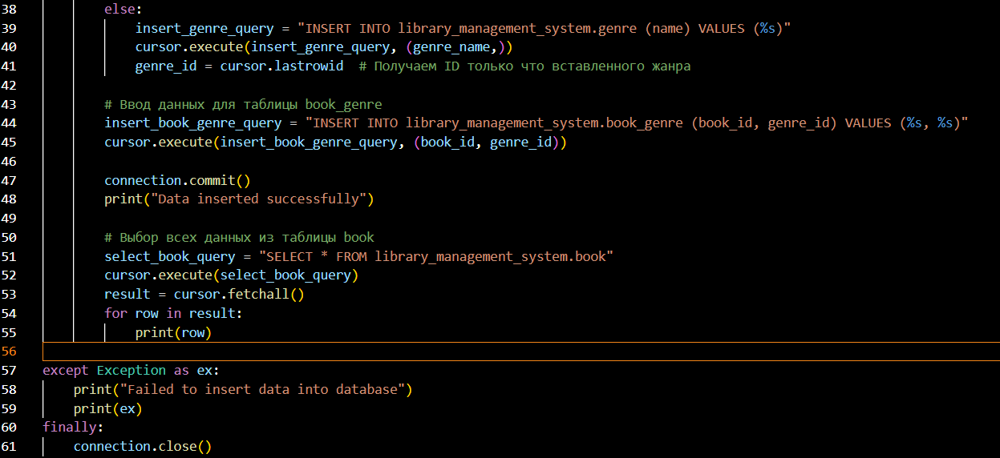 38 else:
39 insert_genre_query = "INSERT INTO library_management_system.genre (name) VALUES (%s)"
40 cursor.execute(insert_genre_query, (genre_name,))
41 genre_id = cursor.lastrowid  # Получаем ID только что вставленного жанра
42
43 # Ввод данных для таблицы book_genre
44 insert_book_genre_query = "INSERT INTO library_management_system.book_genre (book_id, genre_id) VALUES (%s, %s)"
45 cursor.execute(insert_book_genre_query, (book_id, genre_id))
46
47 connection.commit()
48 print("Data inserted successfully")
49
50 # Выбор всех данных из таблицы book
51 select_book_query = "SELECT * FROM library_management_system.book"
52 cursor.execute(select_book_query)
53 result = cursor.fetchall()
54 for row in result:
55 print(row)
56
57 except Exception as ex:
58 print("Failed to insert data into database")
59 print(ex)
60 finally:
61 connection.close()